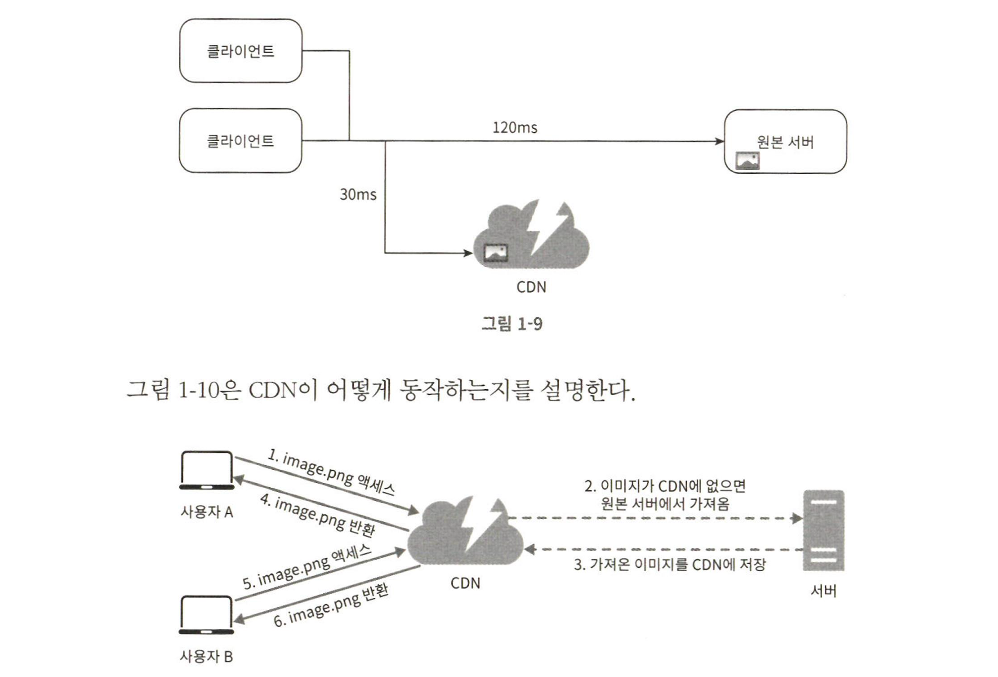 클라이언트
클라이언트
120ms
원본 서버
30ms
CDN
그림 1-9
그림 1-10은 CDN이 어떻게 동작하는지를 설명한다.
1. image.png 액세스
4. image.png 반환
사용자 A
2. 이미지가 CDN에 없으면
원본 서버에서 가져옴
3. 가져온 이미지를 CDN에 저장
CDN
서버
5. image.png 액세스
6. image.png 반환
사용자 B